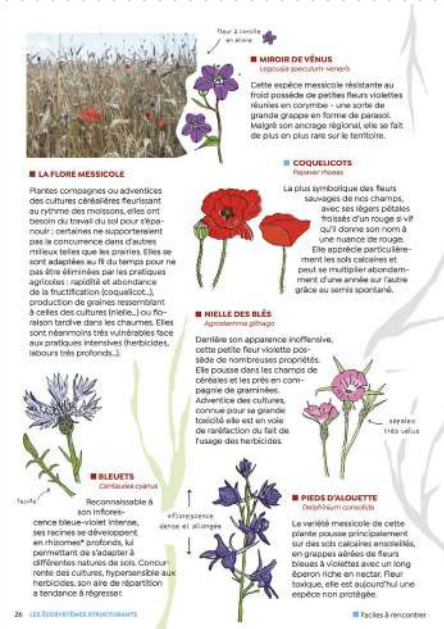 fleur à corolle
en étoile
MIROIR DE VÉNUS
Legousia speculum-veneris
Cette espèce messicole résistante au
froid possède de petites fleurs violettes
réunies en corymbe - une sorte de
grande grappe en forme de parasol.
Malgré son ancrage régional, elle se fait
de plus en plus rare sur le territoire.
COQUELICOTS
Papaver rhoeas
La plus symbolique des fleurs
sauvages de nos champs,
avec ses légers pétales
froissés d'un rouge si vif
qu'il donne son nom à
une nuance de rouge.
Elle apprécie particulière-
ment les sols calcaires et
peut se multiplier abondam-
ment d'une année sur l'autre
grâce au semis spontané.
LA FLORE MESSICOLE
Plantes compagnes ou adventices
des cultures céréalières fleurissant
au rythme des moissons, elles ont
besoin du travail du sol pour s'épa-
nouir ; certaines ne supporteraient
pas la concurrence dans d'autres
milieux telles que les prairies. Elles se
sont adaptées au fil du temps pour ne
pas être éliminées par les pratiques
agricoles : rapidité et abondance
de la fructification (coquelicot...),
production de graines ressemblant
à celles des cultures (nielle...) ou flo-
raison tardive dans les chaumes. Elles
sont néanmoins très vulnérables face
aux pratiques intensives (herbicides,
labours très profonds...).
NIELLE DES BLÉS
Agrostemma githago
Derrière son apparence inoffensive,
cette petite fleur violette pos-
sède de nombreuses propriétés.
Elle pousse dans les champs de
céréales et les prés en com-
pagnie de graminées.
Adventice des cultures,
connue pour sa grande
toxicité elle est en voie
de raréfaction du fait de
l'usage des herbicides.
sépales
très velus
BLEUETS
Centaurea cyanus
feuille
Reconnaissable à
son inflores-
cence bleue-violet intense,
ses racines se développent
en rhizomes* profonds, lui
permettant de s'adapter à
différentes natures de sols. Concur-
rente des cultures, hypersensible aux
herbicides, son aire de répartition
a tendance à régresser.
inflorescence
dense et allongée
PIEDS D'ALOUETTE
Delphinium consolida
La variété messicole de cette
plante pousse principalement
sur des sols calcaires ensoleillés,
en grappes aérées de fleurs
bleues à violettes avec un long
éperon riche en nectar. Fleur
toxique, elle est aujourd'hui une
espèce non protégée.
26 LES ÉCOSYSTÈMES STRUCTURANTS
Faciles à rencontrer